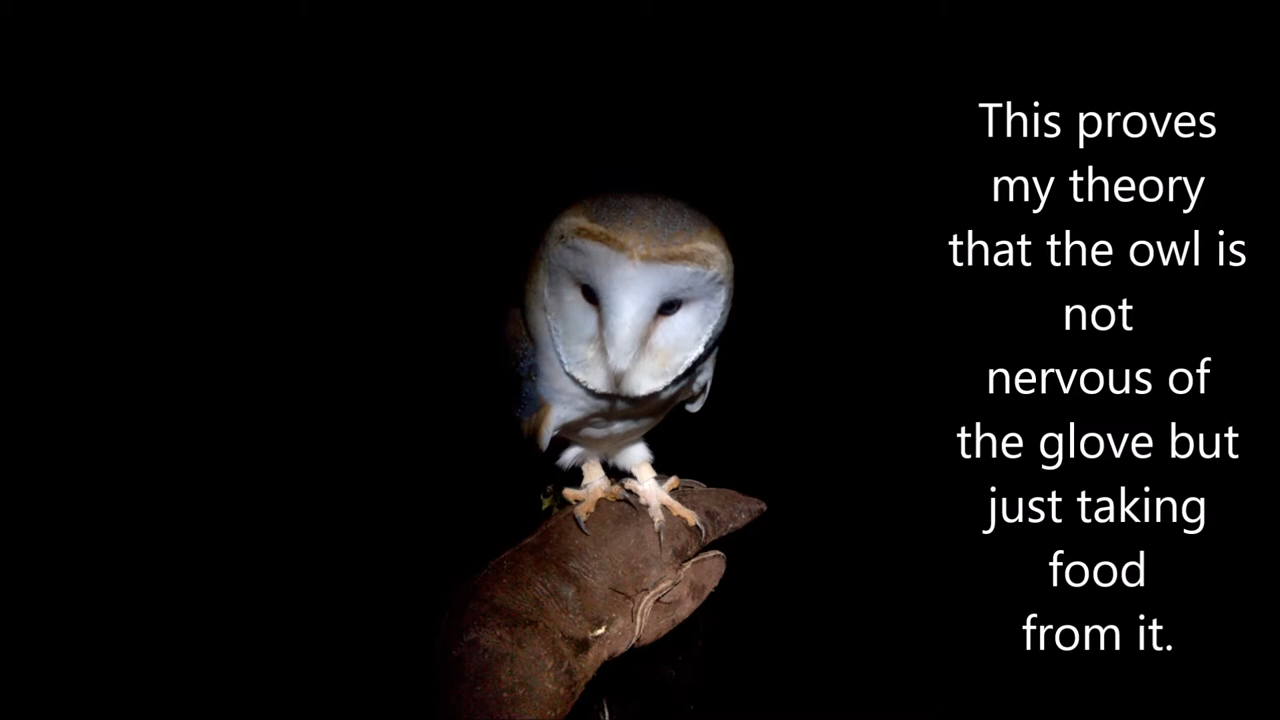 This proves
my theory
that the owl is
not
nervous of
the glove but
just taking
food
from it.